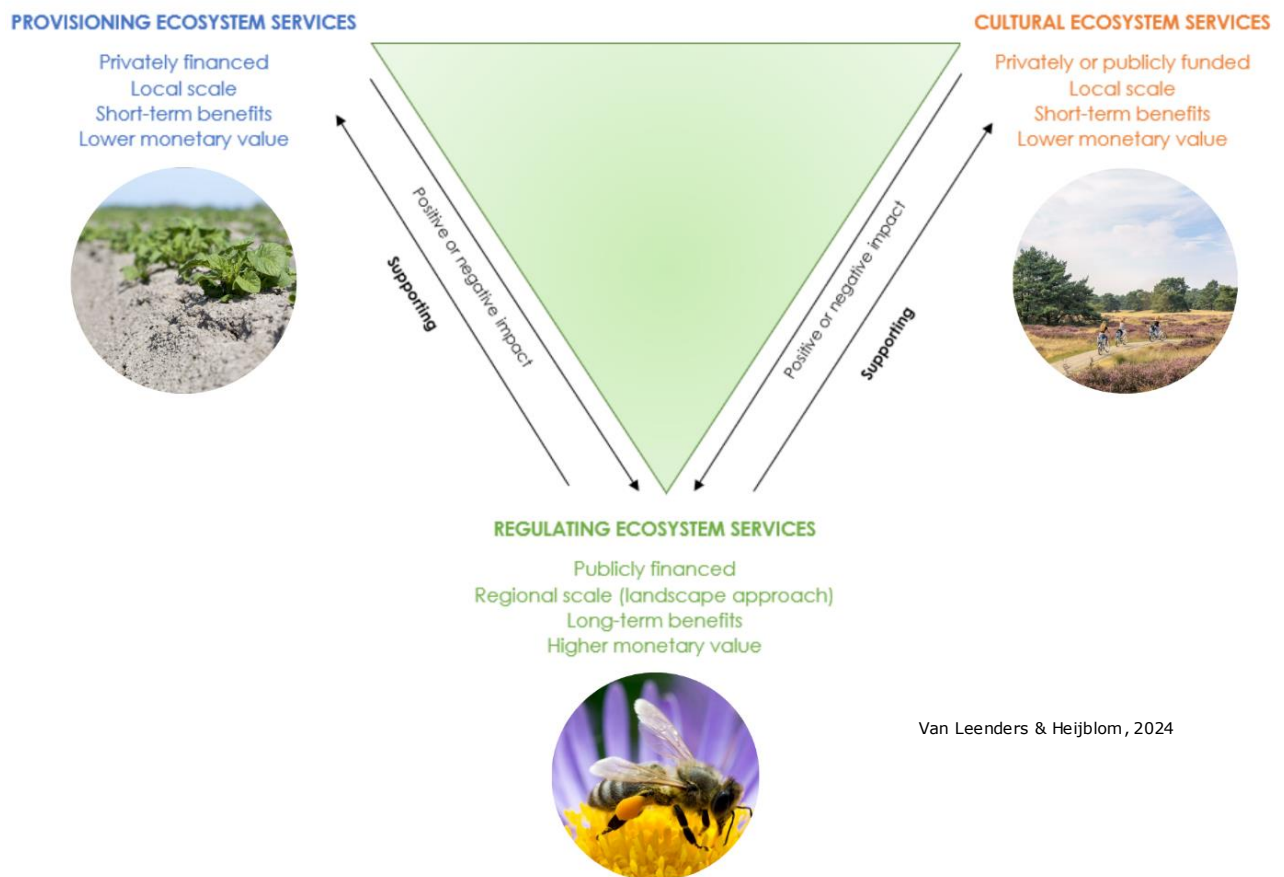 PROVISIONING ECOSYSTEM SERVICES
Privately financed
Local scale
Short-term benefits
Lower monetary value
CULTURAL ECOSYSTEM SERVICES
Privately or publicly funded
Local scale
Short-term benefits
Lower monetary value
Positive or negative impact
Supporting
Positive or negative impact
Supporting
REGULATING ECOSYSTEM SERVICES
Publicly financed
Regional scale (landscape approach)
Long-term benefits
Higher monetary value
Van Leenders & Heijblom, 2024